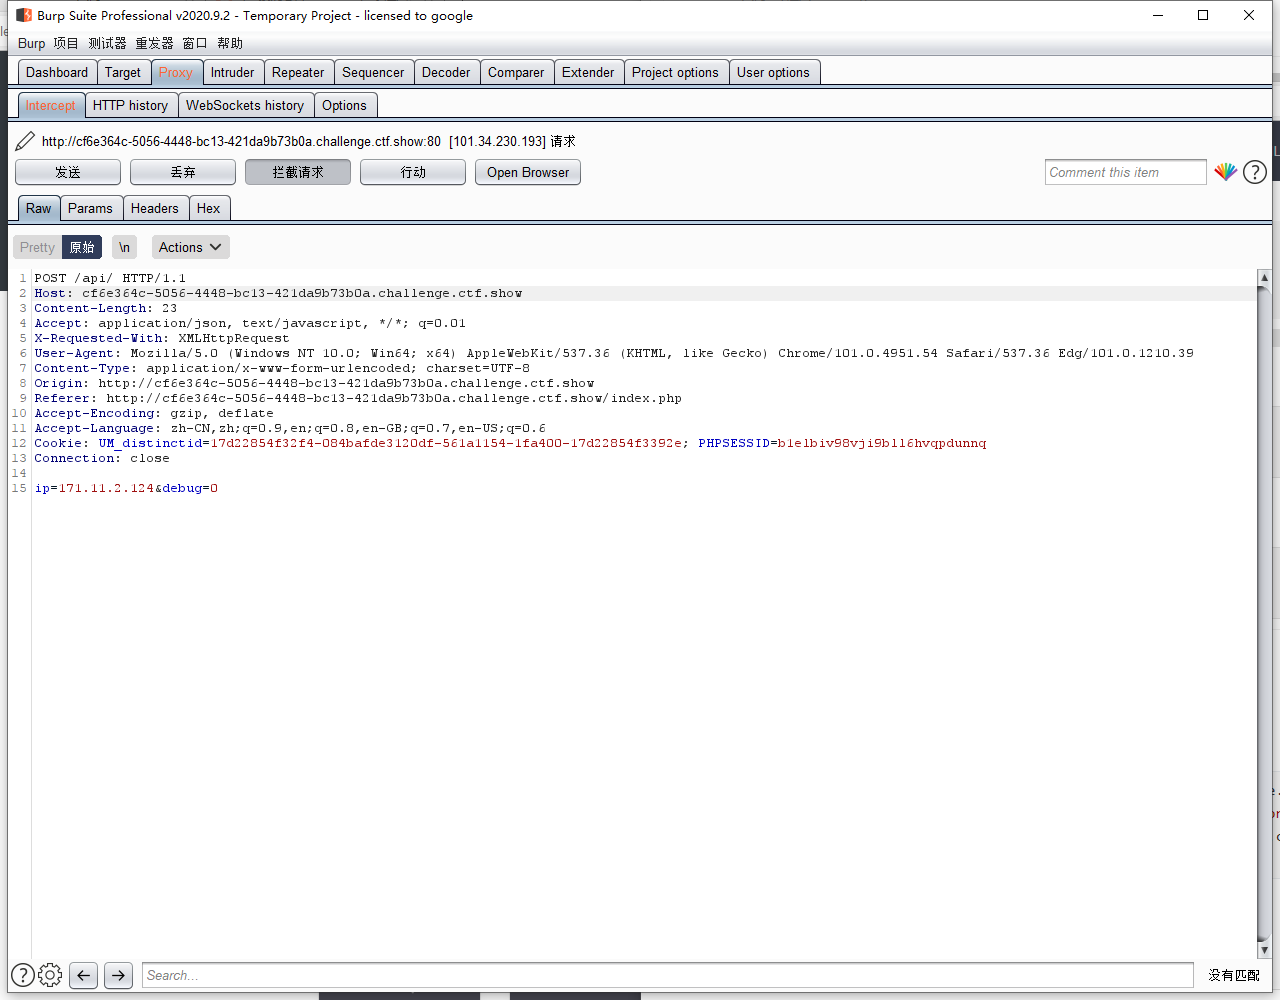 Burp Suite Professional v2020.9.2 - Temporary Project - licensed to google
Burp 项目 测试器 重发器 窗口 帮助
Dashboard Target Proxy Intruder Repeater Sequencer Decoder Comparer Extender Project options User options
Intercept HTTP history WebSockets history Options
http://cf6e364c-5056-4448-bc13-421da9b73b0a.challenge.ctf.show:80 [101.34.230.193] 请求
发送 丢弃 拦截请求 行动 Open Browser Comment this item ?
Raw Params Headers Hex
Pretty 原始 \n Actions
1 POST /api/ HTTP/1.1
2 Host: cf6e364c-5056-4448-bc13-421da9b73b0a.challenge.ctf.show
3 Content-Length: 23
4 Accept: application/json, text/javascript, */*; q=0.01
5 X-Requested-With: XMLHttpRequest
6 User-Agent: Mozilla/5.0 (Windows NT 10.0; Win64; x64) AppleWebKit/537.36 (KHTML, like Gecko) Chrome/101.0.4951.54 Safari/537.36 Edg/101.0.1210.39
7 Content-Type: application/x-www-form-urlencoded; charset=UTF-8
8 Origin: http://cf6e364c-5056-4448-bc13-421da9b73b0a.challenge.ctf.show
9 Referer: http://cf6e364c-5056-4448-bc13-421da9b73b0a.challenge.ctf.show/index.php
10 Accept-Encoding: gzip, deflate
11 Accept-Language: zh-CN,zh;q=0.9,en;q=0.8,en-GB;q=0.7,en-US;q=0.6
12 Cookie: UM_distinctid=17d22854f32f4-084bafde3120df-561a1154-1fa400-17d22854f3392e; PHPSESSID=b1elbiv98vji9bll6hvqpdunnq
13 Connection: close
14
15 ip=171.11.2.124&debug=0
? Search... 没有匹配